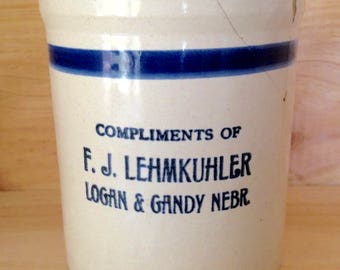 COMPLIMENTS OF
F. J. LEHMKUHLER
LOGAN & GANDY NEBR.